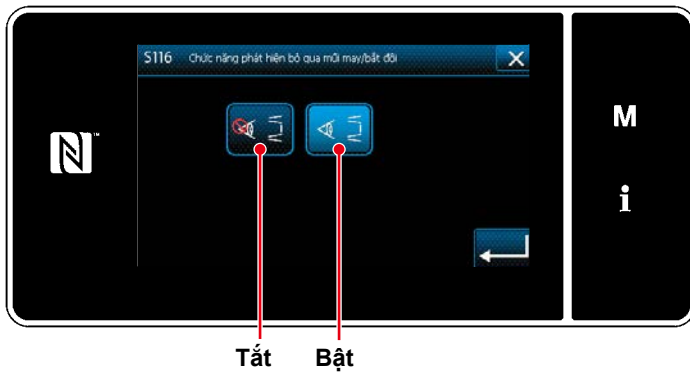 S116 Chức năng phát hiện bỏ qua mũi may/bắt đôi
M
i
Tắt Bật